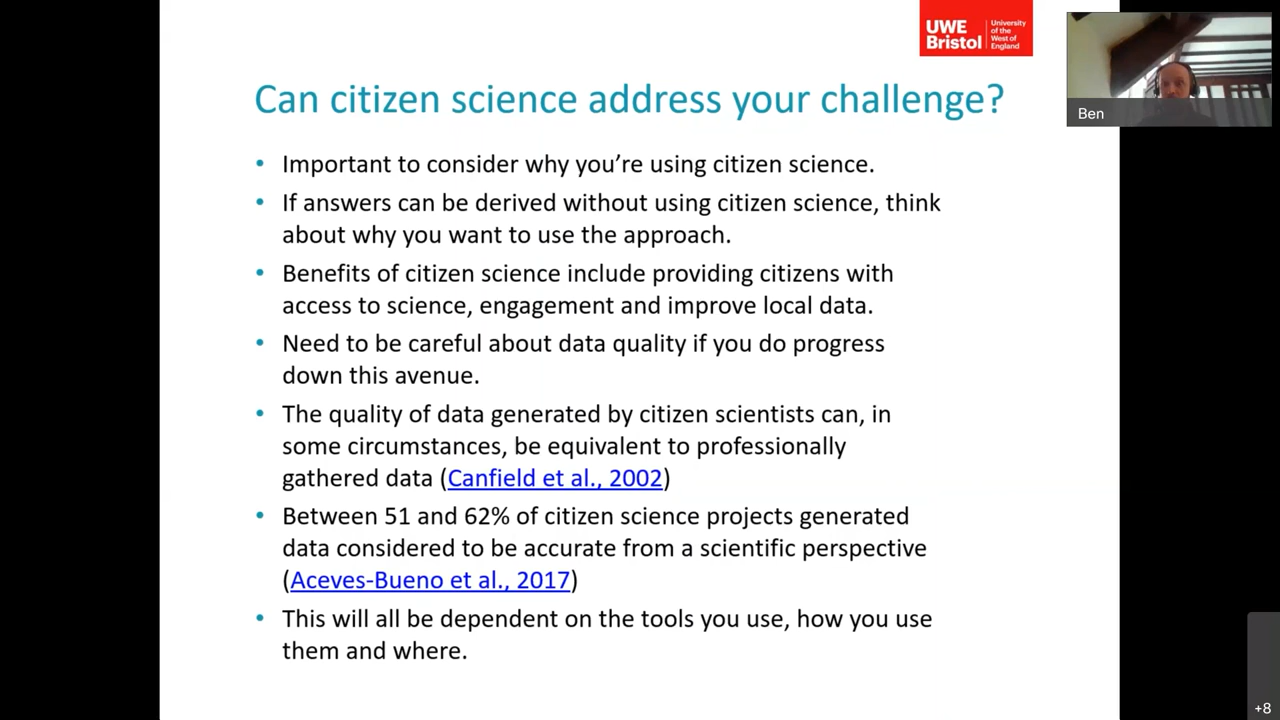 UWE
Bristol
University
of the
West of
England
Ben
Can citizen science address your challenge?
• Important to consider why you’re using citizen science.
• If answers can be derived without using citizen science, think
about why you want to use the approach.
• Benefits of citizen science include providing citizens with
access to science, engagement and improve local data.
• Need to be careful about data quality if you do progress
down this avenue.
• The quality of data generated by citizen scientists can, in
some circumstances, be equivalent to professionally
gathered data (Canfield et al., 2002)
• Between 51 and 62% of citizen science projects generated
data considered to be accurate from a scientific perspective
(Aceves-Bueno et al., 2017)
• This will all be dependent on the tools you use, how you use
them and where.
+8